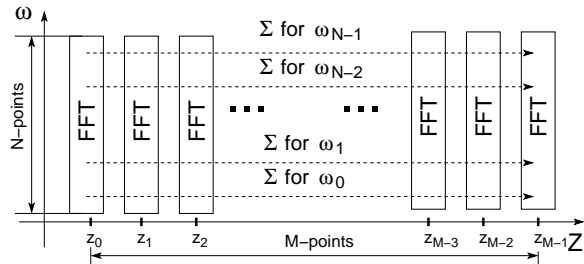 ω
Σ for ω_{N−1}
Σ for ω_{N−2}
N−points
FFT FFT FFT ... ... FFT FFT FFT
Σ for ω_1
Σ for ω_0
z_0 z_1 z_2 M−points z_{M−3} z_{M−2} z_{M−1} Z